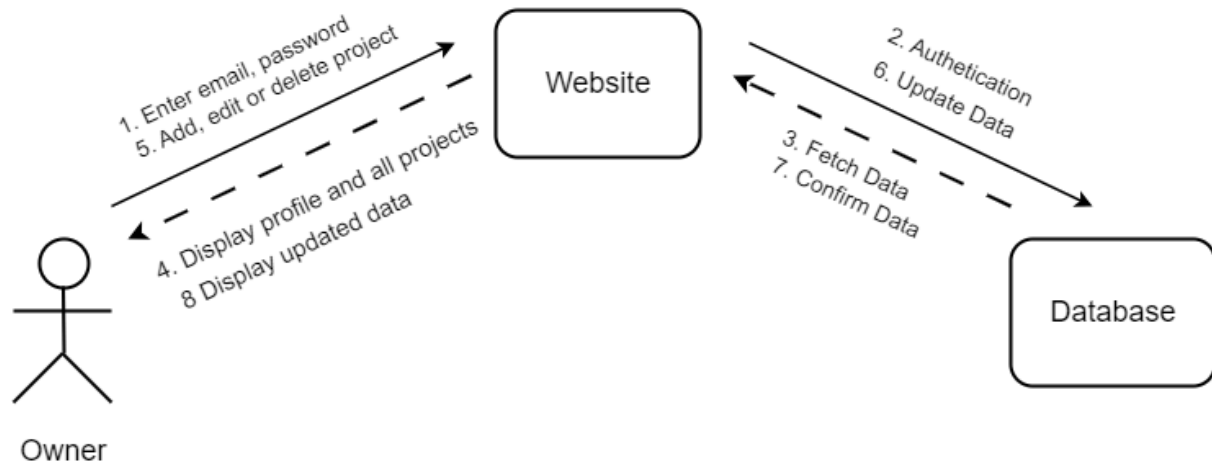 1. Enter email, password
5. Add, edit or delete project
Website
2. Authetication
6. Update Data
3. Fetch Data
7. Confirm Data
4. Display profile and all projects
8 Display updated data
Database
Owner